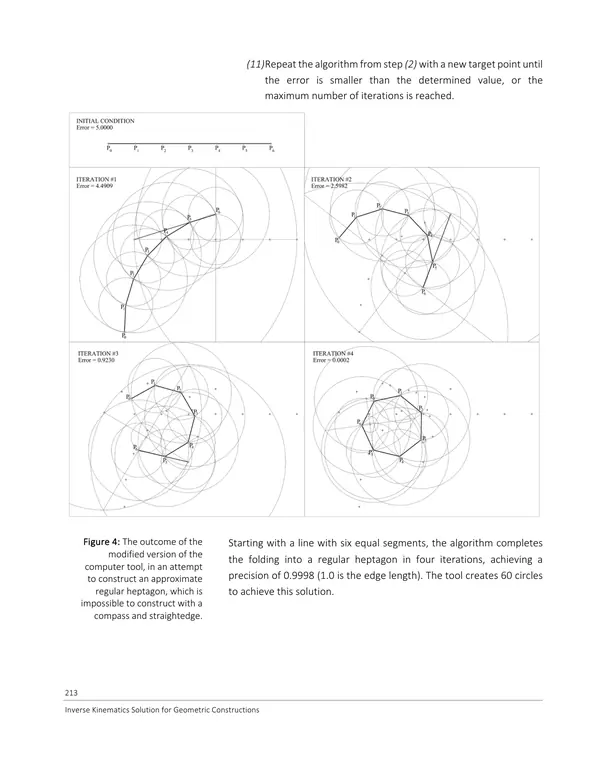 (11)Repeat the algorithm from step (2) with a new target point until
the error is smaller than the determined value, or the
maximum number of iterations is reached.
INITIAL CONDITION
Error = 5.0000
P0 P1 P2 P3 P4 P5 P6
ITERATION #1
Error = 4.4909
ITERATION #2
Error = 2.5982
ITERATION #3
Error = 0.9230
ITERATION #4
Error = 0.0002
Figure 4: The outcome of the
modified version of the
computer tool, in an attempt
to construct an approximate
regular heptagon, which is
impossible to construct with a
compass and straightedge.
Starting with a line with six equal segments, the algorithm completes
the folding into a regular heptagon in four iterations, achieving a
precision of 0.9998 (1.0 is the edge length). The tool creates 60 circles
to achieve this solution.
213
Inverse Kinematics Solution for Geometric Constructions